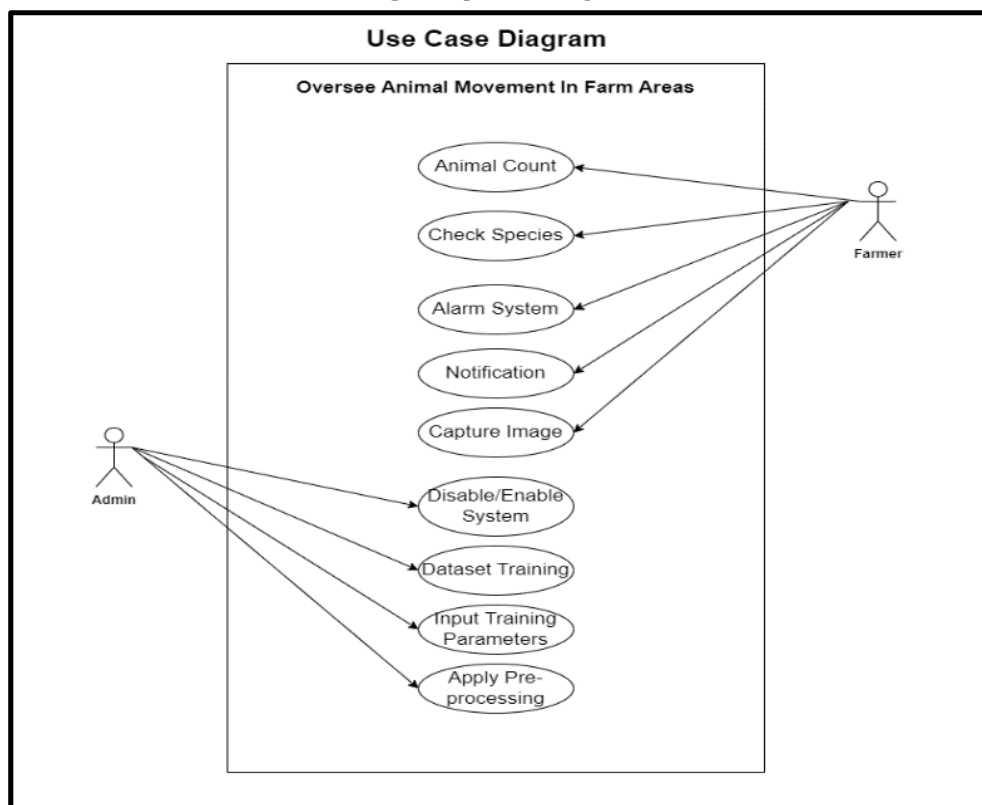 Use Case Diagram
Oversee Animal Movement In Farm Areas
Animal Count
Check Species
Farmer
Alarm System
Notification
Capture Image
Admin
Disable/Enable
System
Dataset Training
Input Training
Parameters
Apply Pre-
processing